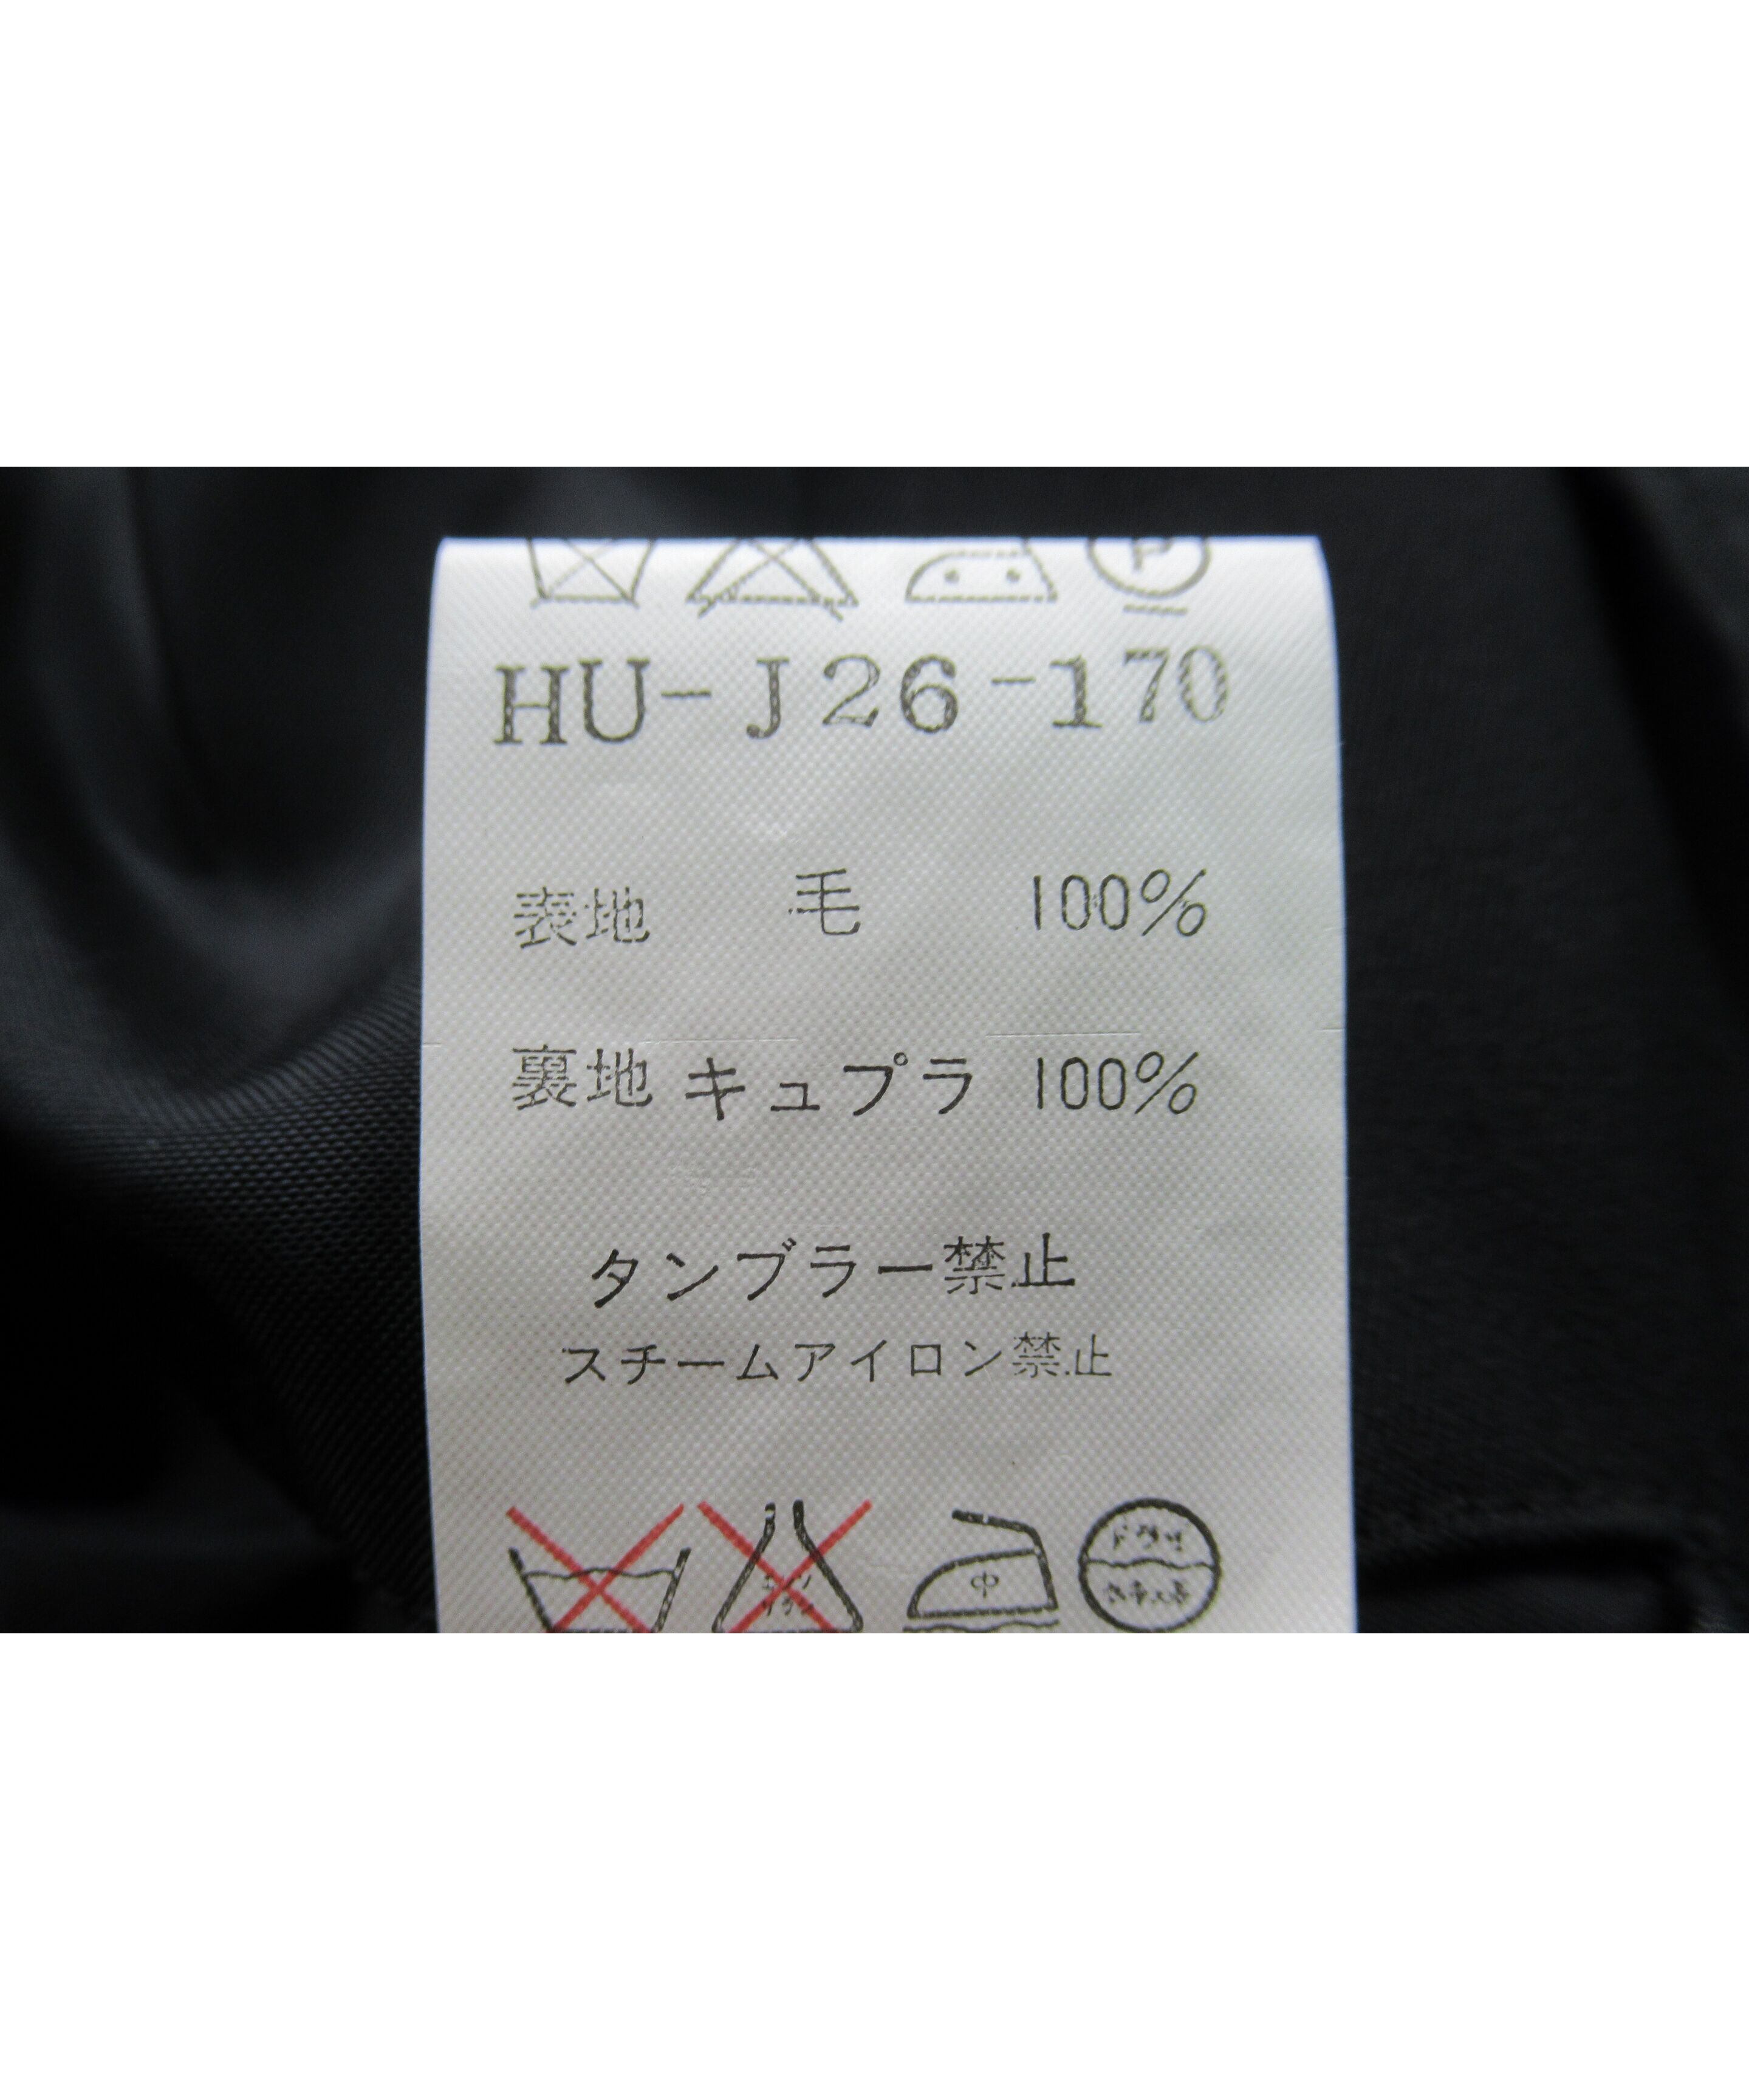 P
HU-J26-170
表地 毛 100%
裏地 キュプラ 100%
タンブラー禁止
スチームアイロン禁止
中